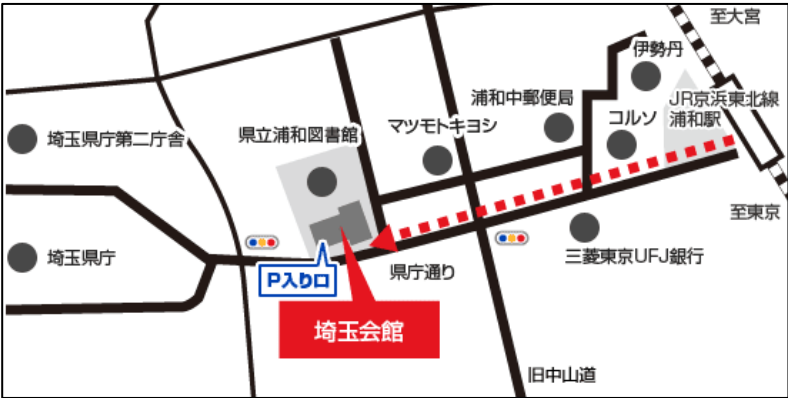 至大宮
伊勢丹
JR京浜東北線
浦和駅
浦和中郵便局
コルソ
マツモトキヨシ
県立浦和図書館
埼玉県庁第二庁舎
至東京
三菱東京UFJ銀行
県庁通り
埼玉県庁
P入り口
埼玉会館
旧中山道